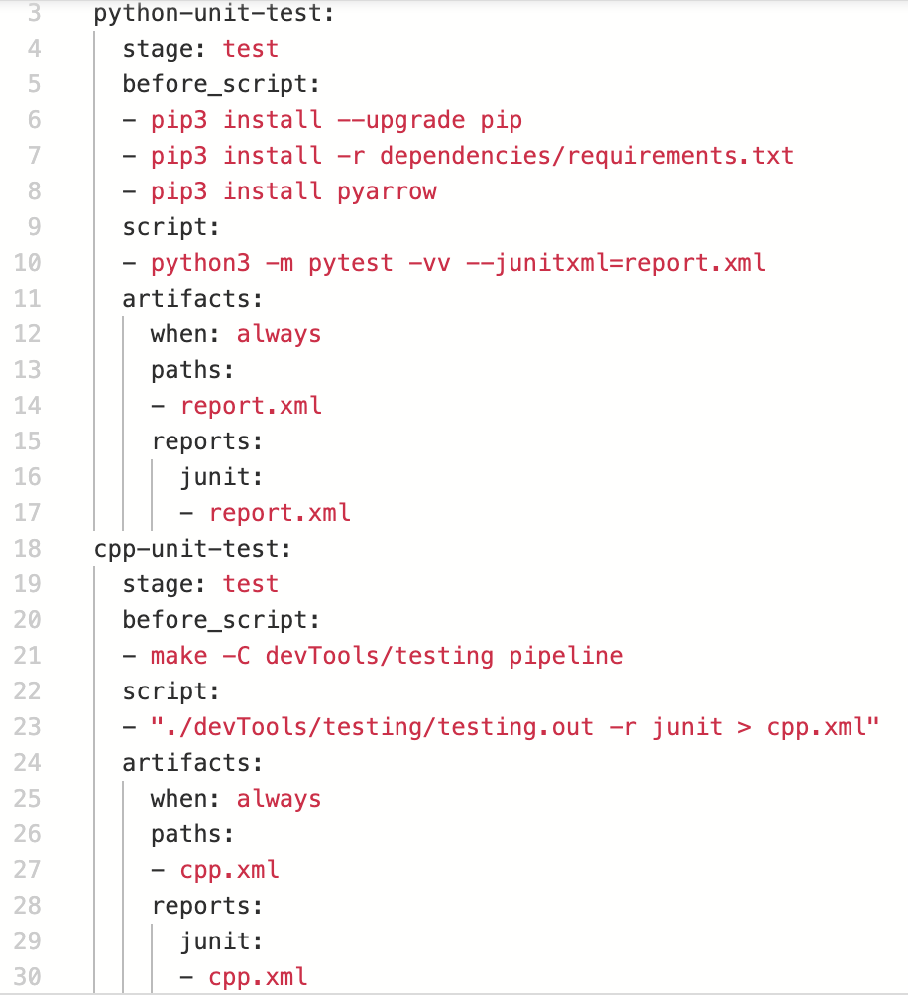 3 python-unit-test:
4 stage: test
5 before_script:
6 - pip3 install --upgrade pip
7 - pip3 install -r dependencies/requirements.txt
8 - pip3 install pyarrow
9 script:
10 - python3 -m pytest -vv --junitxml=report.xml
11 artifacts:
12 when: always
13 paths:
14 - report.xml
15 reports:
16 junit:
17 - report.xml
18 cpp-unit-test:
19 stage: test
20 before_script:
21 - make -C devTools/testing pipeline
22 script:
23 - "./devTools/testing/testing.out -r junit > cpp.xml"
24 artifacts:
25 when: always
26 paths:
27 - cpp.xml
28 reports:
29 junit:
30 - cpp.xml